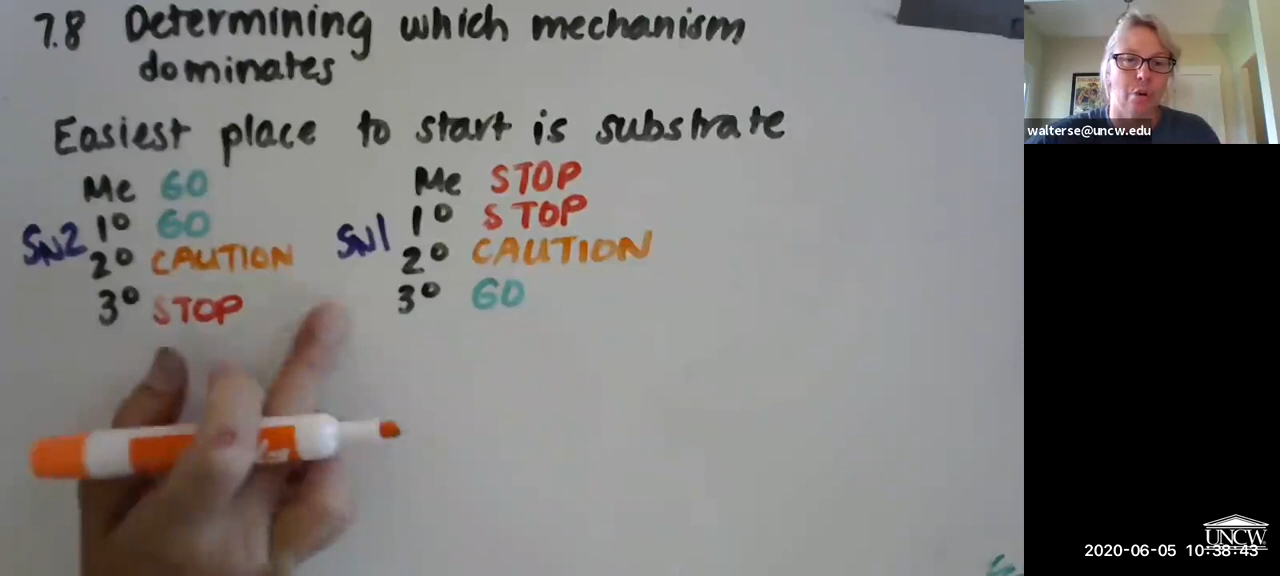 7.8 Determining which mechanism
dominates
Easiest place to start is substrate
SN2
Me GO
1° GO
2° CAUTION
3° STOP
SN1
Me STOP
1° STOP
2° CAUTION
3° GO
walterse@uncw.edu
UNCW
2020-06-05 10:38:43